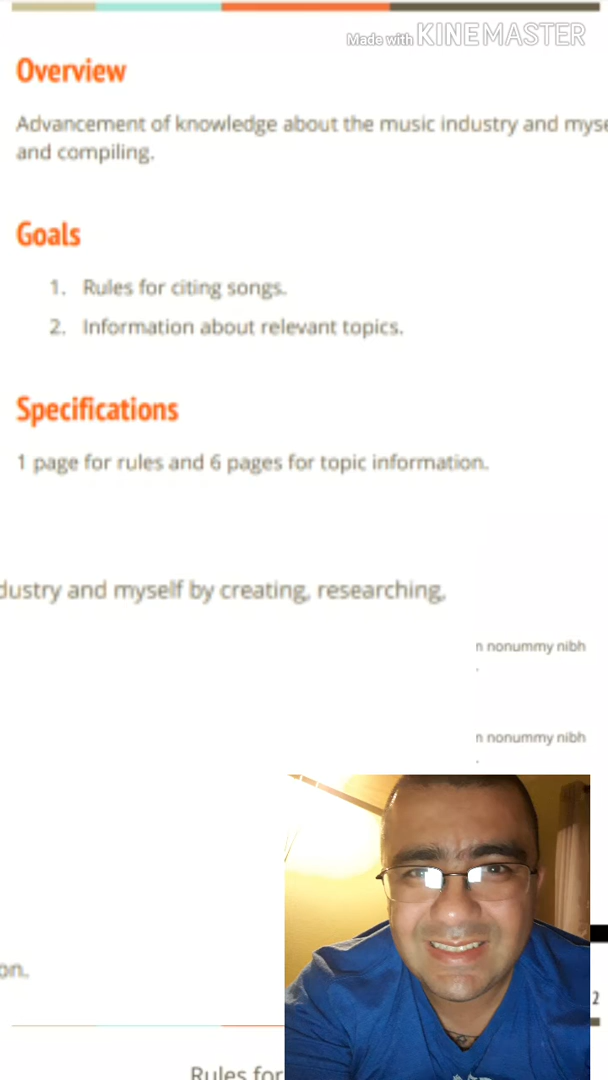 Made with KINEMASTER
Overview
Advancement of knowledge about the music industry and myse
and compiling.
Goals
1. Rules for citing songs.
2. Information about relevant topics.
Specifications
1 page for rules and 6 pages for topic information.
dustry and myself by creating, researching,
n nonummy nibh
.
n nonummy nibh
.
on.
2
Rules for